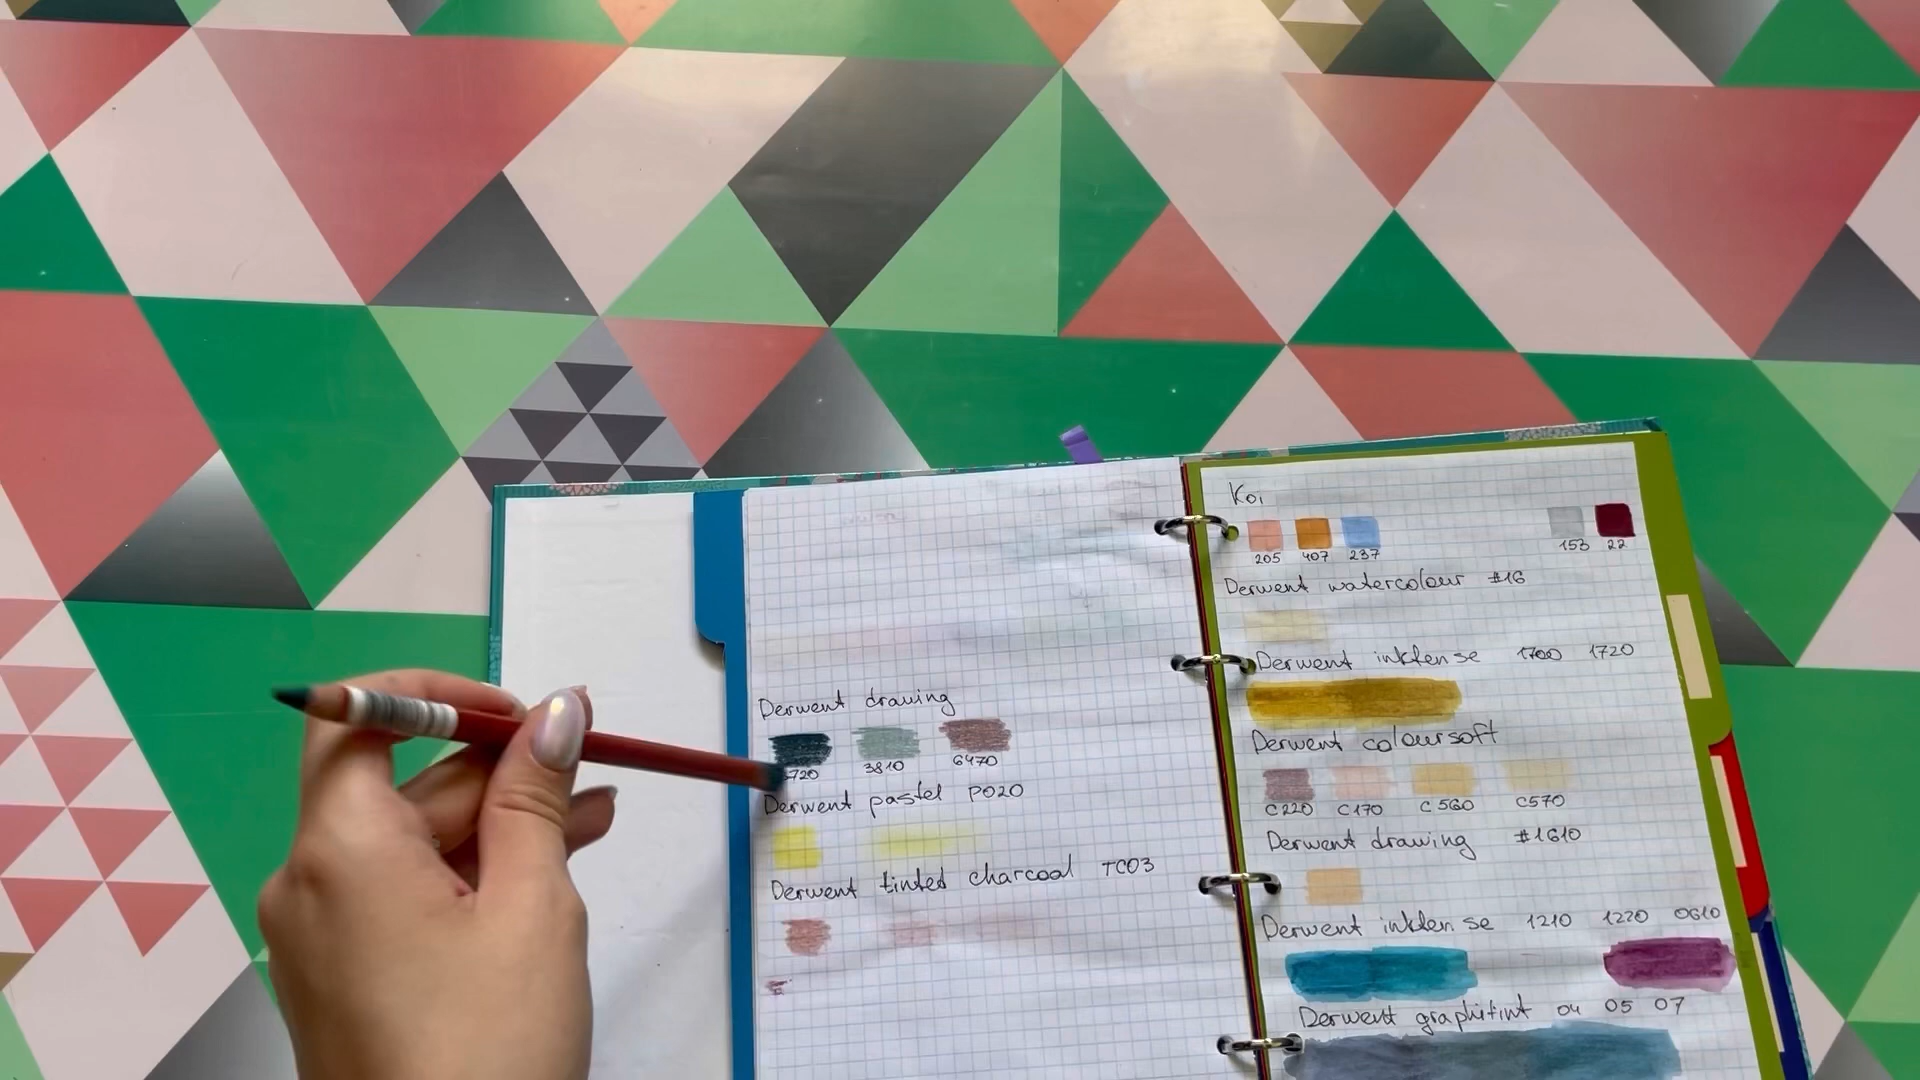 Derwent drawing
720 3810 6470
Derwent pastel P020
Derwent tinted charcoal TC03
Koi
205 407 237 153 22
Derwent watercolour #16
Derwent inktense 1700 1720
Derwent coloursoft
C220 C170 C560 C570
Derwent drawing #1610
Derwent inktense 1210 1220 0610
Derwent graphitint 04 05 07